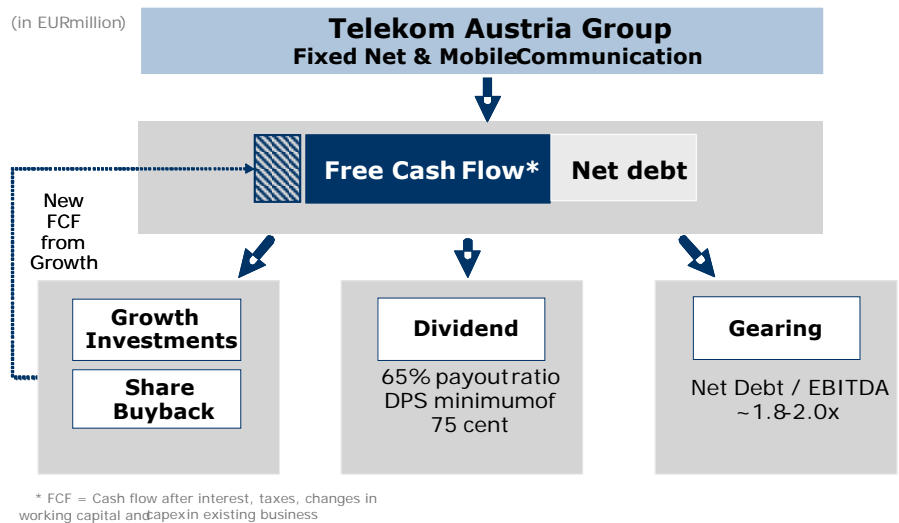 (in EURmillion)
Telekom Austria Group
Fixed Net & MobileCommunication
Free Cash Flow*
Net debt
New
FCF
from
Growth
Growth
Investments
Share
Buyback
Dividend
65% payout ratio
DPS minimumof
75 cent
Gearing
Net Debt / EBITDA
~1.8-2.0x
* FCF = Cash flow after interest, taxes, changes in
working capital andcapexin existing business